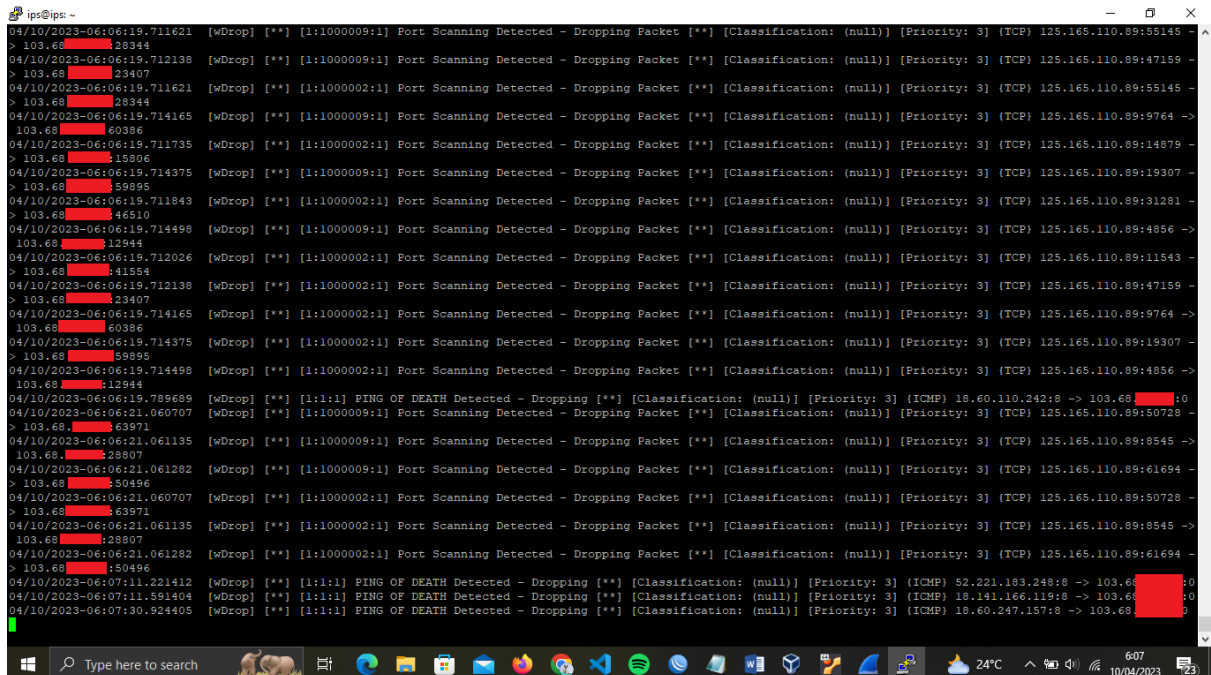 ips@ips: ~
04/10/2023-06:06:19.711621 [wDrop] [**] [1:1000009:1] Port Scanning Detected - Dropping Packet [**] [Classification: (null)] [Priority: 3] {TCP} 125.165.110.89:55145 -
> 103.68 :28344
04/10/2023-06:06:19.712138 [wDrop] [**] [1:1000009:1] Port Scanning Detected - Dropping Packet [**] [Classification: (null)] [Priority: 3] {TCP} 125.165.110.89:47159 -
> 103.68 23407
04/10/2023-06:06:19.711621 [wDrop] [**] [1:1000002:1] Port Scanning Detected - Dropping Packet [**] [Classification: (null)] [Priority: 3] {TCP} 125.165.110.89:55145 -
> 103.68 28344
04/10/2023-06:06:19.714165 [wDrop] [**] [1:1000009:1] Port Scanning Detected - Dropping Packet [**] [Classification: (null)] [Priority: 3] {TCP} 125.165.110.89:9764 ->
103.68 60386
04/10/2023-06:06:19.711735 [wDrop] [**] [1:1000002:1] Port Scanning Detected - Dropping Packet [**] [Classification: (null)] [Priority: 3] {TCP} 125.165.110.89:14879 -
> 103.68 :15806
04/10/2023-06:06:19.714375 [wDrop] [**] [1:1000009:1] Port Scanning Detected - Dropping Packet [**] [Classification: (null)] [Priority: 3] {TCP} 125.165.110.89:19307 -
> 103.68 :59895
04/10/2023-06:06:19.711843 [wDrop] [**] [1:1000002:1] Port Scanning Detected - Dropping Packet [**] [Classification: (null)] [Priority: 3] {TCP} 125.165.110.89:31281 -
> 103.68 :46510
04/10/2023-06:06:19.714498 [wDrop] [**] [1:1000009:1] Port Scanning Detected - Dropping Packet [**] [Classification: (null)] [Priority: 3] {TCP} 125.165.110.89:4856 ->
103.68. :12944
04/10/2023-06:06:19.712026 [wDrop] [**] [1:1000002:1] Port Scanning Detected - Dropping Packet [**] [Classification: (null)] [Priority: 3] {TCP} 125.165.110.89:11543 -
> 103.68 :41554
04/10/2023-06:06:19.712138 [wDrop] [**] [1:1000002:1] Port Scanning Detected - Dropping Packet [**] [Classification: (null)] [Priority: 3] {TCP} 125.165.110.89:47159 -
> 103.68 :23407
04/10/2023-06:06:19.714165 [wDrop] [**] [1:1000002:1] Port Scanning Detected - Dropping Packet [**] [Classification: (null)] [Priority: 3] {TCP} 125.165.110.89:9764 ->
103.68 60386
04/10/2023-06:06:19.714375 [wDrop] [**] [1:1000002:1] Port Scanning Detected - Dropping Packet [**] [Classification: (null)] [Priority: 3] {TCP} 125.165.110.89:19307 -
> 103.68 59895
04/10/2023-06:06:19.714498 [wDrop] [**] [1:1000002:1] Port Scanning Detected - Dropping Packet [**] [Classification: (null)] [Priority: 3] {TCP} 125.165.110.89:4856 ->
103.68. :12944
04/10/2023-06:06:19.789689 [wDrop] [**] [1:1:1] PING OF DEATH Detected - Dropping [**] [Classification: (null)] [Priority: 3] {ICMP} 18.60.110.242:8 -> 103.68. :0
04/10/2023-06:06:21.060707 [wDrop] [**] [1:1000009:1] Port Scanning Detected - Dropping Packet [**] [Classification: (null)] [Priority: 3] {TCP} 125.165.110.89:50728 -
> 103.68. :63971
04/10/2023-06:06:21.061135 [wDrop] [**] [1:1000009:1] Port Scanning Detected - Dropping Packet [**] [Classification: (null)] [Priority: 3] {TCP} 125.165.110.89:8545 ->
103.68. :28807
04/10/2023-06:06:21.061282 [wDrop] [**] [1:1000009:1] Port Scanning Detected - Dropping Packet [**] [Classification: (null)] [Priority: 3] {TCP} 125.165.110.89:61694 -
> 103.68 :50496
04/10/2023-06:06:21.060707 [wDrop] [**] [1:1000002:1] Port Scanning Detected - Dropping Packet [**] [Classification: (null)] [Priority: 3] {TCP} 125.165.110.89:50728 -
> 103.68 :63971
04/10/2023-06:06:21.061135 [wDrop] [**] [1:1000002:1] Port Scanning Detected - Dropping Packet [**] [Classification: (null)] [Priority: 3] {TCP} 125.165.110.89:8545 ->
103.68 :28807
04/10/2023-06:06:21.061282 [wDrop] [**] [1:1000002:1] Port Scanning Detected - Dropping Packet [**] [Classification: (null)] [Priority: 3] {TCP} 125.165.110.89:61694 -
> 103.68 :50496
04/10/2023-06:07:11.221412 [wDrop] [**] [1:1:1] PING OF DEATH Detected - Dropping [**] [Classification: (null)] [Priority: 3] {ICMP} 52.221.183.248:8 -> 103.68 :0
04/10/2023-06:07:11.591404 [wDrop] [**] [1:1:1] PING OF DEATH Detected - Dropping [**] [Classification: (null)] [Priority: 3] {ICMP} 18.141.166.119:8 -> 103.68 :0
04/10/2023-06:07:30.924405 [wDrop] [**] [1:1:1] PING OF DEATH Detected - Dropping [**] [Classification: (null)] [Priority: 3] {ICMP} 18.60.247.157:8 -> 103.68. 0
Type here to search
24°C
6:07
10/04/2023
23